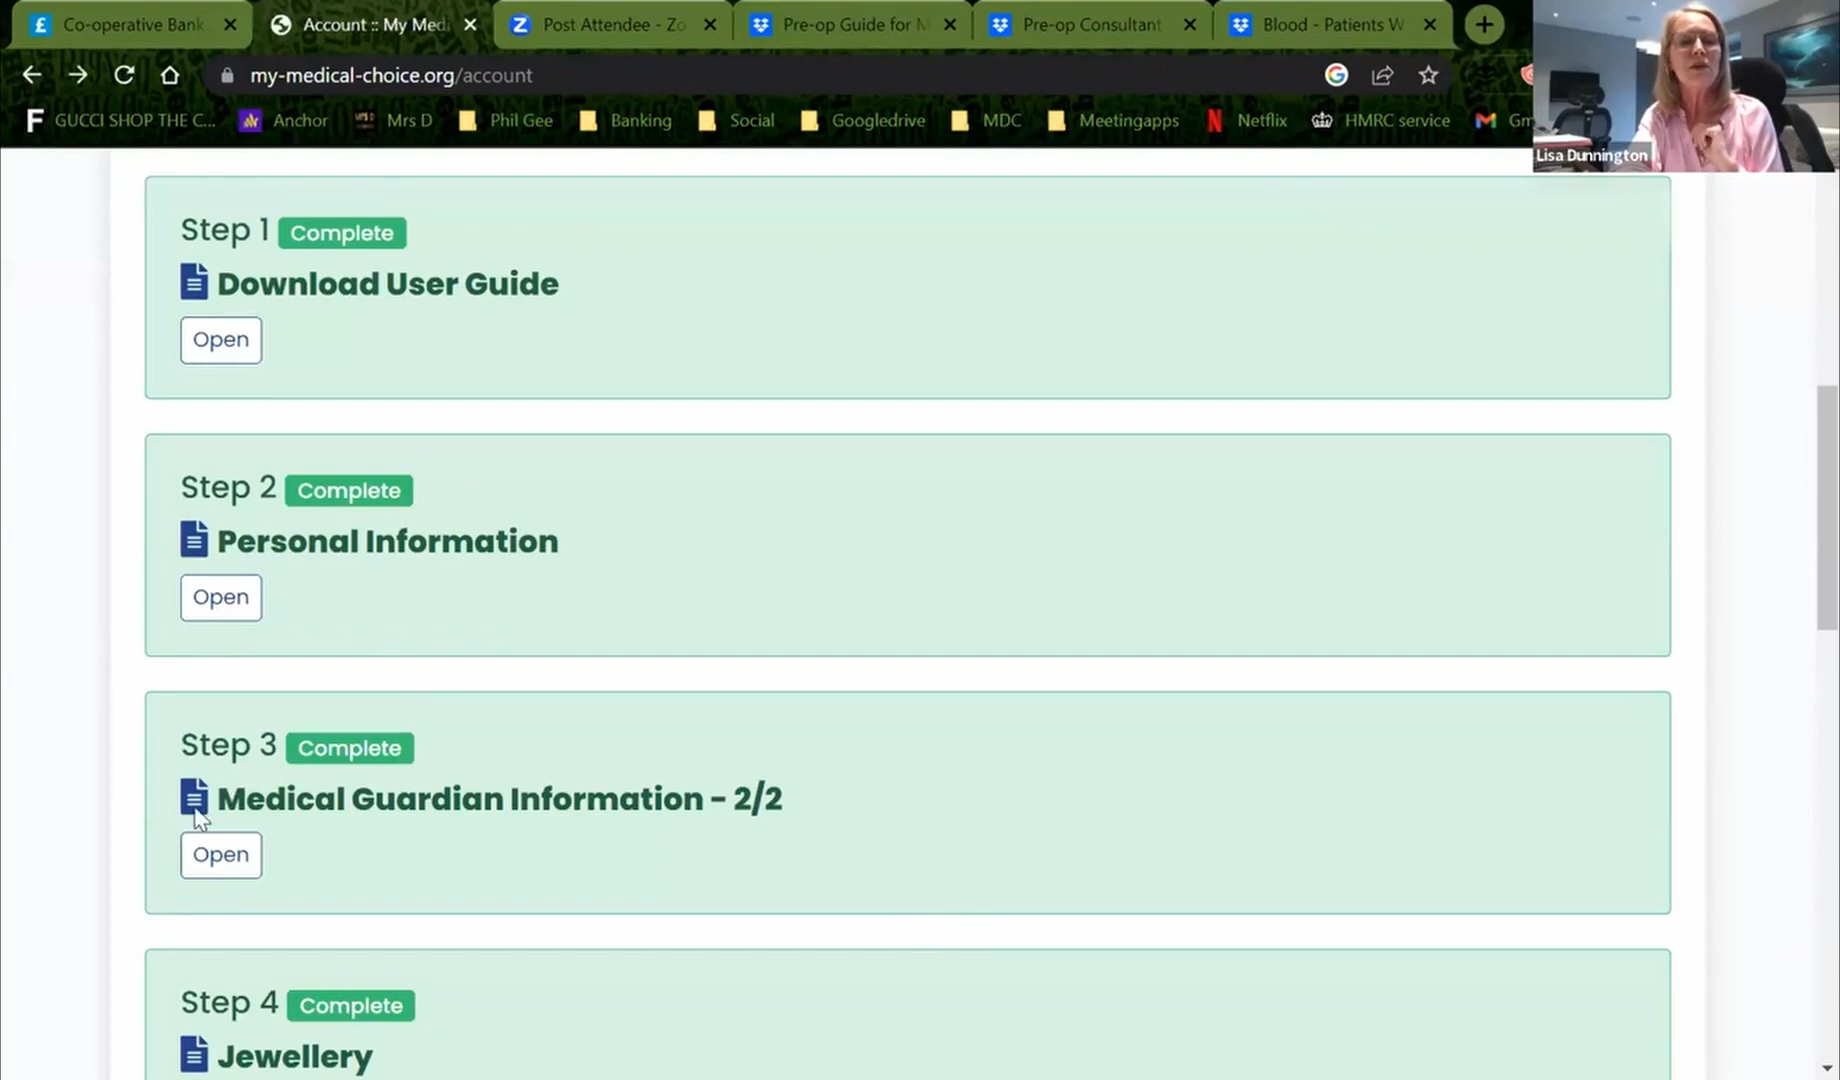 Co-operative Bank
Account :: My Med
Post Attendee - Zo
Pre-op Guide for M
Pre-op Consultant
Blood - Patients W
my-medical-choice.org/account
GUCCI SHOP THE C... Anchor Mrs D Phil Gee Banking Social Googledrive MDC Meetingapps Netflix HMRC service Gm
Lisa Dunnington
Step 1 Complete
Download User Guide
Open
Step 2 Complete
Personal Information
Open
Step 3 Complete
Medical Guardian Information - 2/2
Open
Step 4 Complete
Jewellery